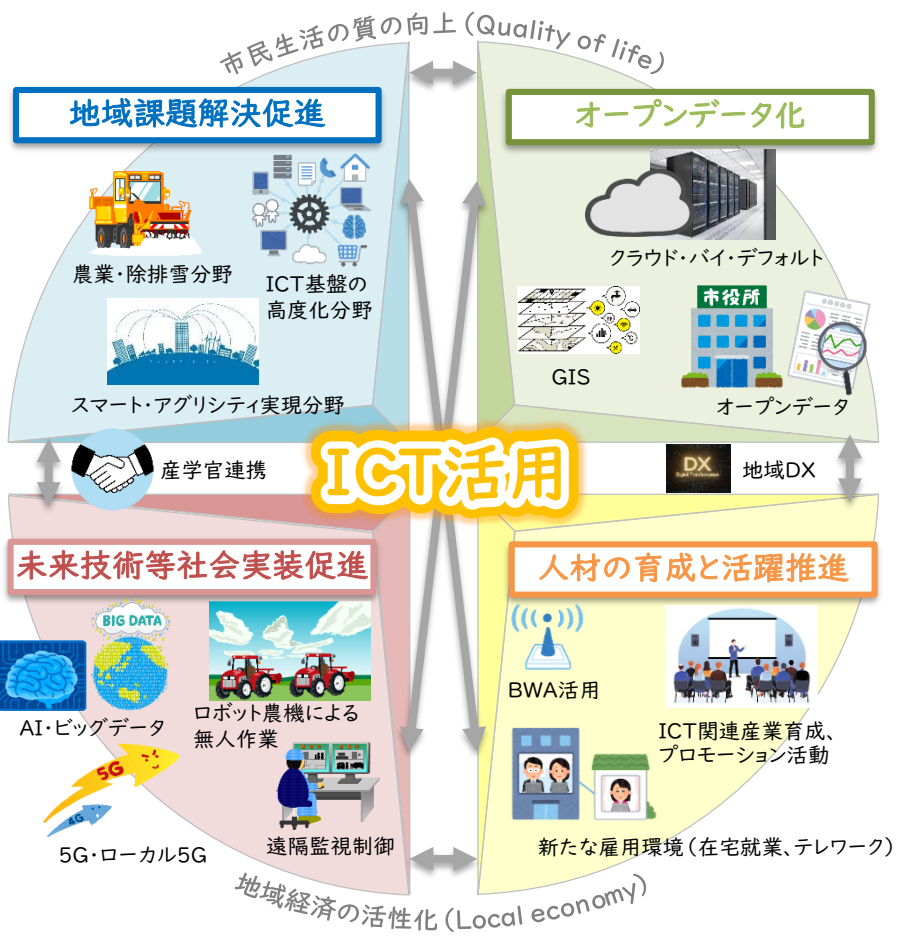 市民生活の質の向上(Quality of life)
地域課題解決促進
農業・除排雪分野
ICT基盤の
高度化分野
スマート・アグリシティ実現分野
オープンデータ化
クラウド・バイ・デフォルト
GIS
市役所
オープンデータ
産学官連携
ICT活用
DX
Digital Transformation
地域DX
未来技術等社会実装促進
BIG DATA
AI・ビッグデータ
ロボット農機による
無人作業
5G
4G
5G・ローカル5G
遠隔監視制御
人材の育成と活躍推進
BWA活用
ICT関連産業育成、
プロモーション活動
新たな雇用環境(在宅就業、テレワーク)
地域経済の活性化(Local economy)